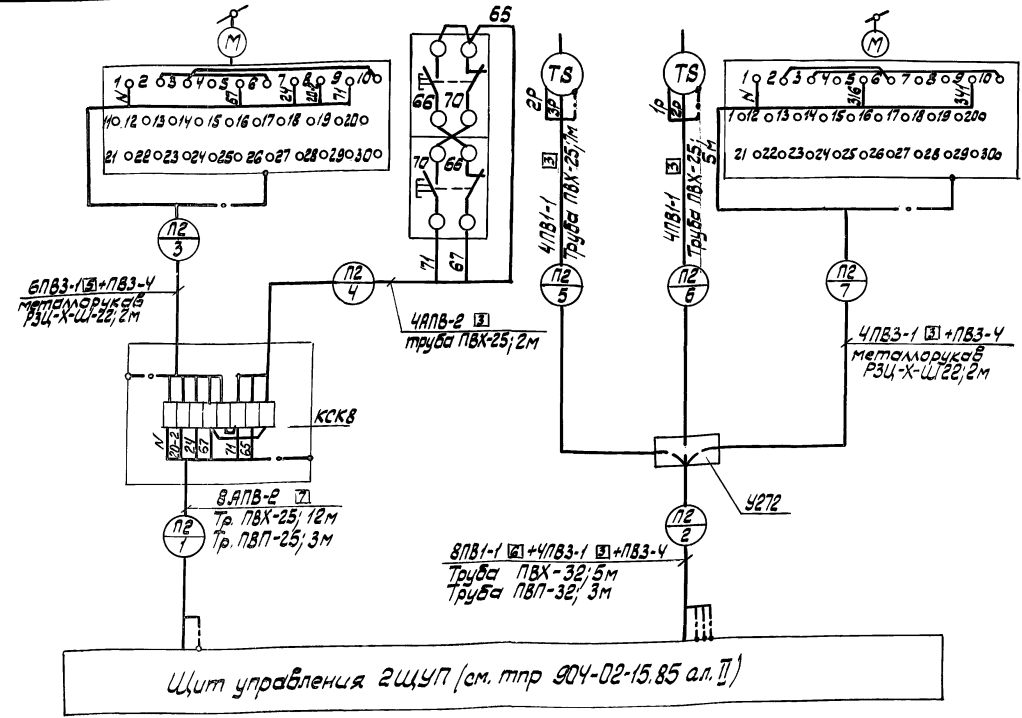 65
М
М
TS
TS
1 2 3 4 5 6 7 8 9 10
N 67 24 20-2 71
11 12 13 14 15 16 17 18 19 20
21 22 23 24 25 26 27 28 29 30
66 70
70 66
71 67
2Р 3Р
1Р 2Р
4ПВ1-1 3
Труба ПВХ-25; 1м
4ПВ1-1 3
Труба ПВХ-25; 5м
1 2 3 4 5 6 7 8 9 10
N 316 341
12 13 14 15 16 17 18 19 20
21 22 23 24 25 26 27 28 29 30
П2 3
П2 4
П2 5
П2 6
П2 7
6ПВ3-1 5 +ПВ3-4
металлорукав
РЗЦ-Х-Ш-22; 2м
4АПВ-2 3
труба ПВХ-25; 2м
4ПВ3-1 3 +ПВ3-4
металлорукав
РЗЦ-Х-Ш22; 2м
КСК8
N 20-2 24 67 71 65
У272
8АПВ-2 7
Тр. ПВХ-25; 12м
Тр. ПВП-25; 3м
П2 1
П2 2
8ПВ1-1 6 +4ПВ3-1 3 +ПВ3-4
Труба ПВХ-32; 5м
Труба ПВП-32; 3м
Щит управления 2ЩУП (см. тпр 904-02-15.85 ал. II)